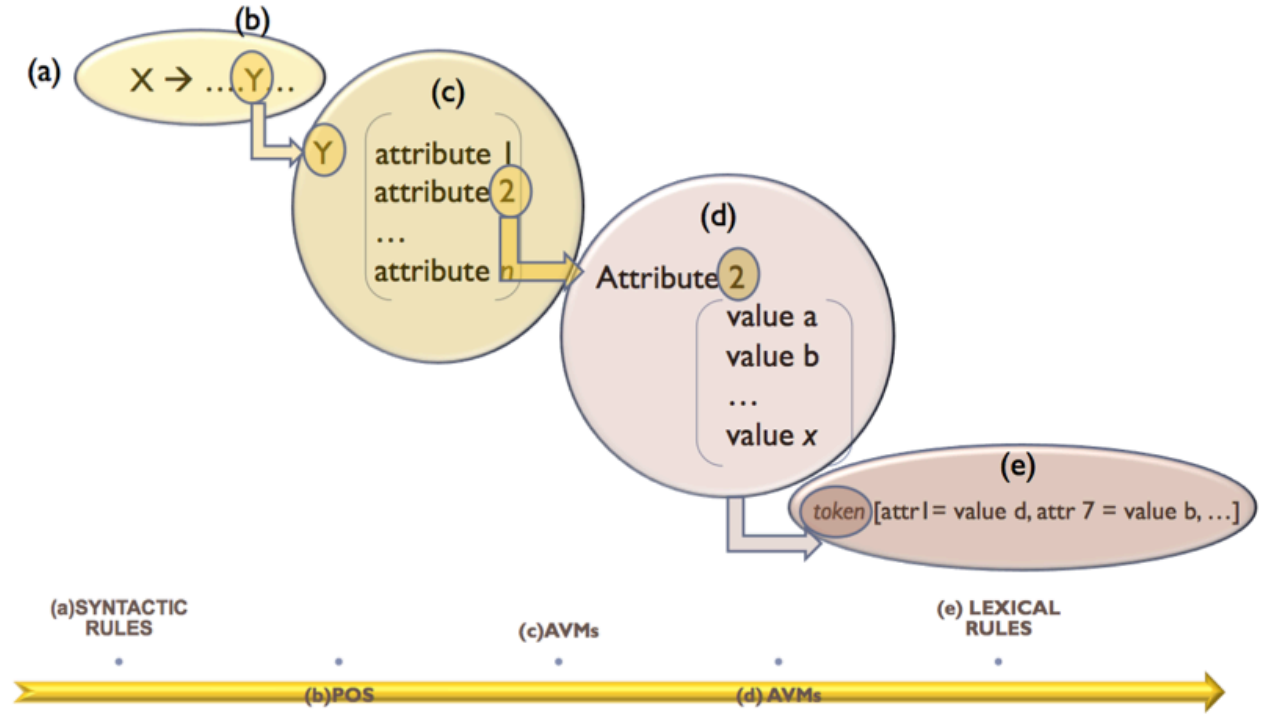 (b)
(a)
X → ....Y...
(c)
Y
attribute 1
attribute 2
...
attribute n
(d)
Attribute 2
value a
value b
...
value x
(e)
token [attr1= value d, attr 7 = value b, ...]
(a)SYNTACTIC
RULES
(b)POS
(c)AVMs
(d) AVMs
(e) LEXICAL
RULES